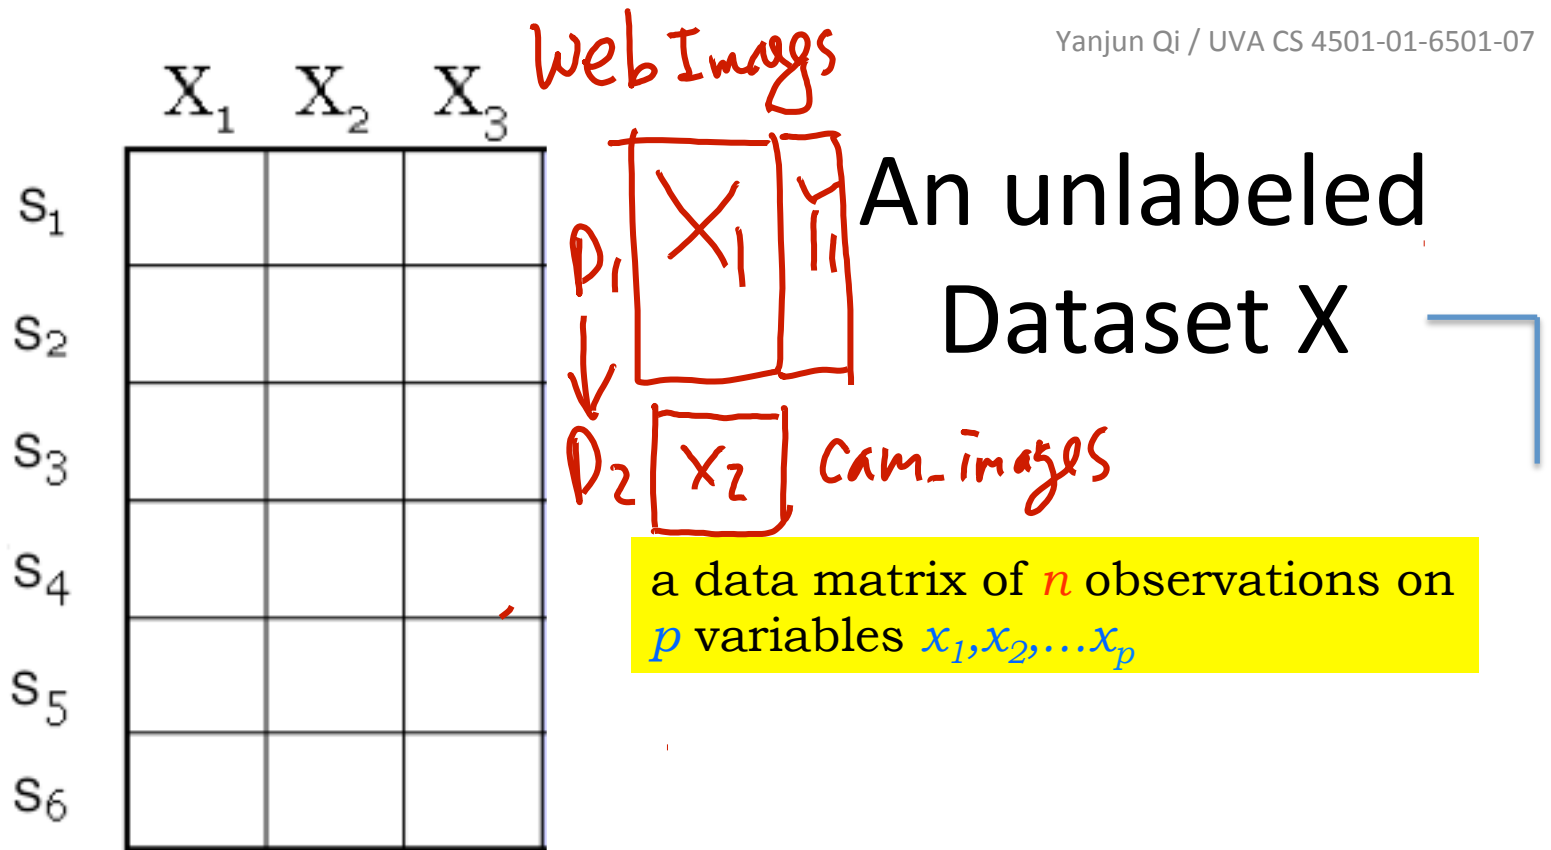 Yanjun Qi / UVA CS 4501-01-6501-07
Web Images
X1 X2 X3
S1
S2
S3
S4
S5
S6
D1 X1 Y1
D2 X2 cam_images
An unlabeled
Dataset X
a data matrix of n observations on
p variables x1,x2,...xp